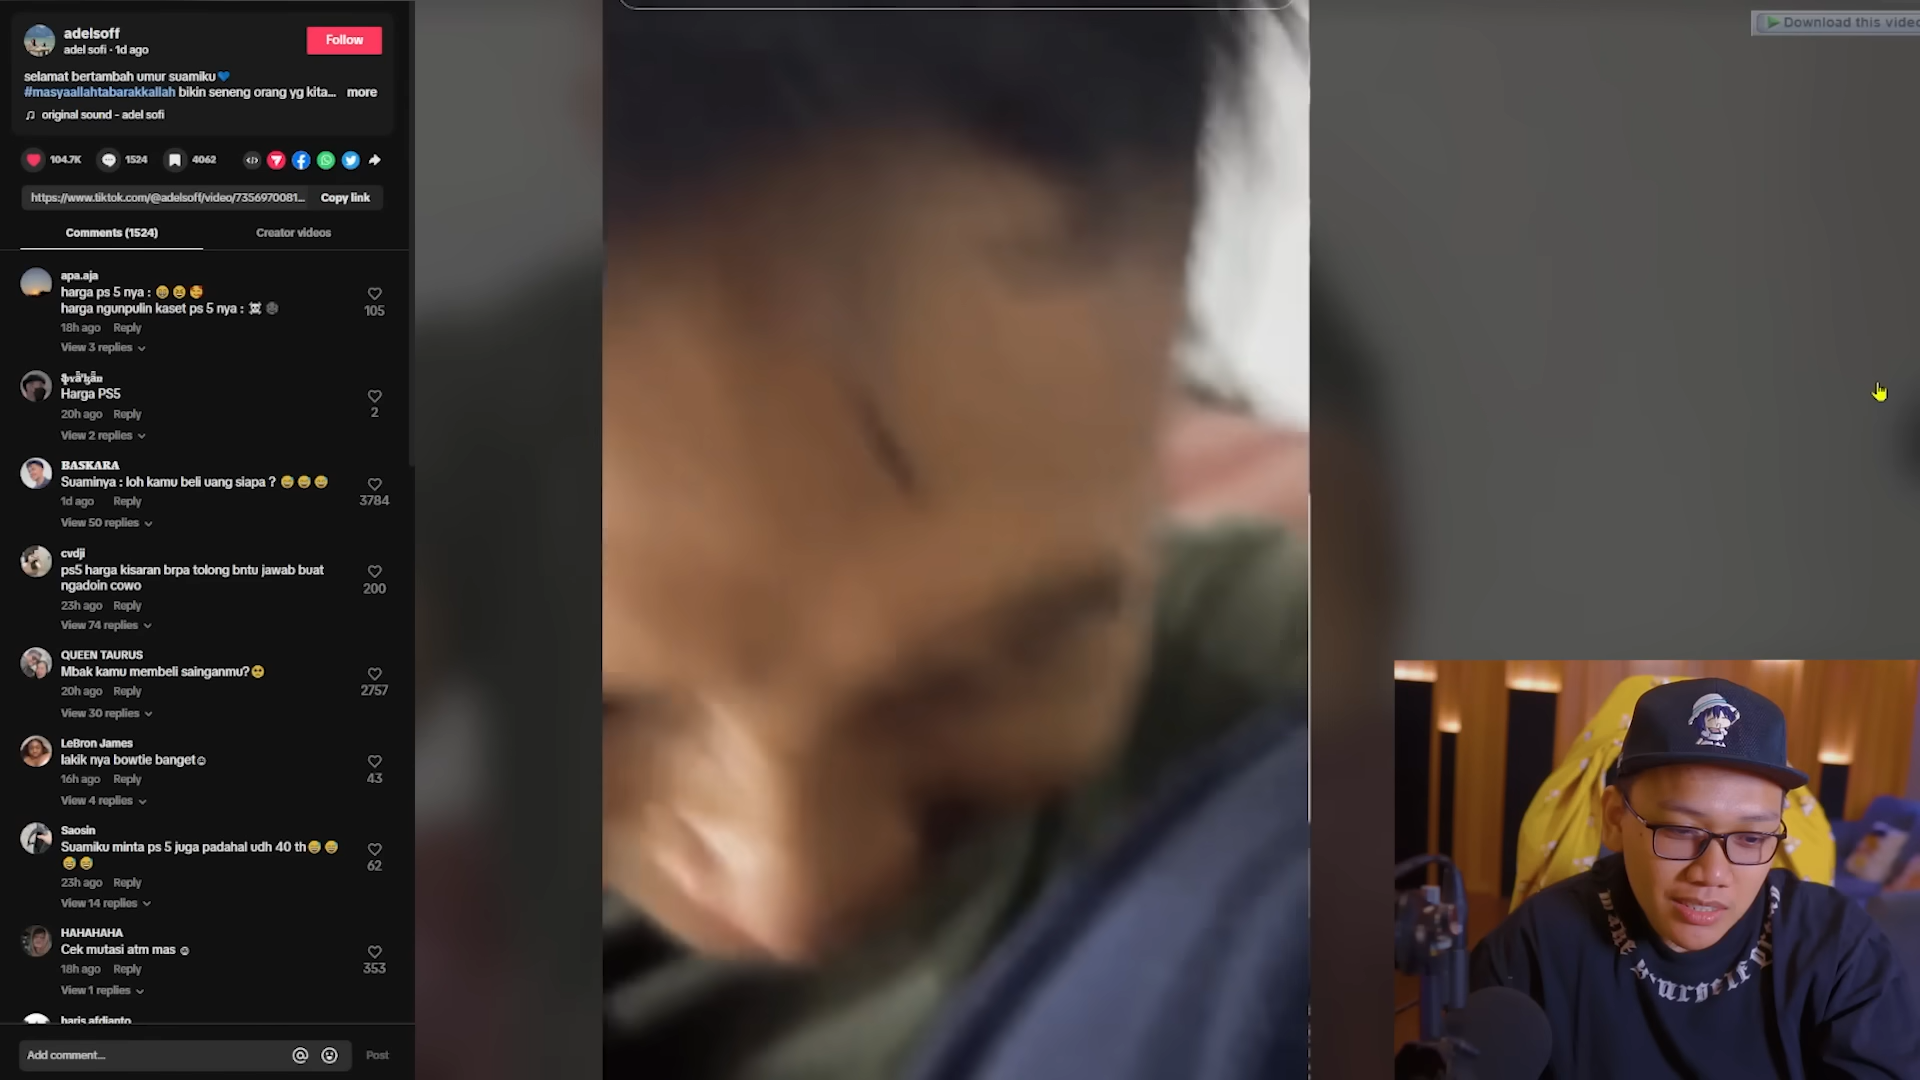 adelsoff
adel sofi · 1d ago
Follow
selamat bertambah umur suamiku💙
#masyaallahtabarakkallah bikin seneng orang yg kita... more
original sound - adel sofi
104.7K
1524
4062
https://www.tiktok.com/@adelsoff/video/7356970081...
Copy link
Comments (1524)
Creator videos
apa.aja
harga ps 5 nya : 😁😆🥰
harga ngunpulin kaset ps 5 nya : ☠
105
18h ago Reply
View 3 replies
Harga PS5
2
20h ago Reply
View 2 replies
BASKARA
Suaminya : loh kamu beli uang siapa ? 😅😅😅
3784
1d ago Reply
View 50 replies
cvdji
ps5 harga kisaran brpa tolong bntu jawab buat
ngadoin cowo
200
23h ago Reply
View 74 replies
QUEEN TAURUS
Mbak kamu membeli sainganmu?🥺
2757
20h ago Reply
View 30 replies
LeBron James
lakik nya bowtie banget☺
43
16h ago Reply
View 4 replies
Saosin
Suamiku minta ps 5 juga padahal udh 40 th😅😅
😅😅
62
23h ago Reply
View 14 replies
HAHAHAHA
Cek mutasi atm mas ☺
353
18h ago Reply
View 1 replies
haris afdianto
Add comment...
Post
Download this video